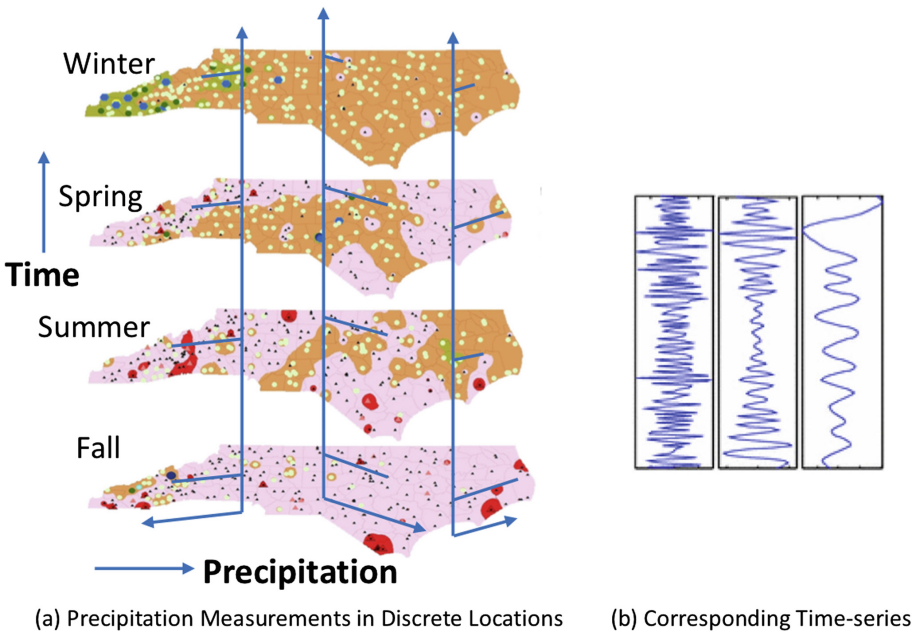 Winter
Spring
Time
Summer
Fall
Precipitation
(a) Precipitation Measurements in Discrete Locations
(b) Corresponding Time-series